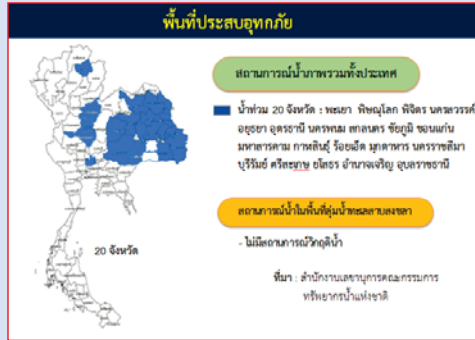 พื้นที่ประสบอุทกภัย
สถานการณ์น้ำภาพรวมทั้งประเทศ
น้ำท่วม 20 จังหวัด : พะเยา พิษณุโลก พิจิตร นครสวรรค์
อยุธยา อุดรธานี นครพนม สกลนคร ชัยภูมิ ขอนแก่น
มหาสารคาม กาฬสินธุ์ ร้อยเอ็ด มุกดาหาร นครราชสีมา
บุรีรัมย์ ศรีสะเกษ ยโสธร อำนาจเจริญ อุบลราชธานี
สถานการณ์น้ำในพื้นที่ลุ่มน้ำทะเลสาบสงขลา
- ไม่มีสถานการณ์วิกฤติน้ำ
20 จังหวัด
ที่มา : สำนักงานเลขานุการคณะกรรมการ
ทรัพยากรน้ำแห่งชาติ